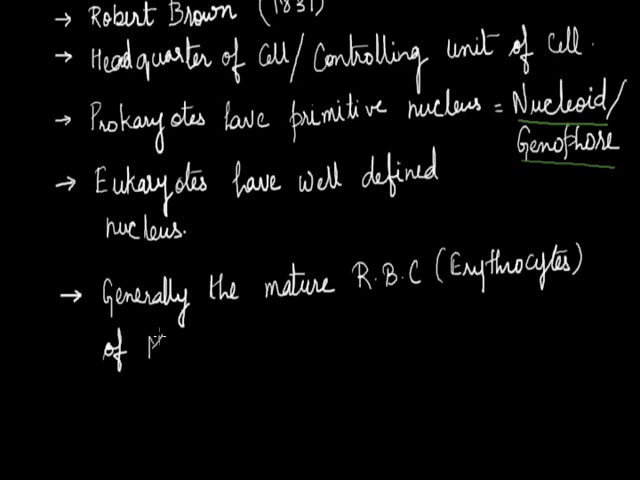 → Robert Brown (1831)
→ Headquarter of Cell/Controlling unit of Cell.
→ Prokaryotes have primitive nucleus = Nucleoid/
Genophore
→ Eukaryotes have well defined
nucleus.
→ Generally the mature R.B.C (Erythrocytes)
of